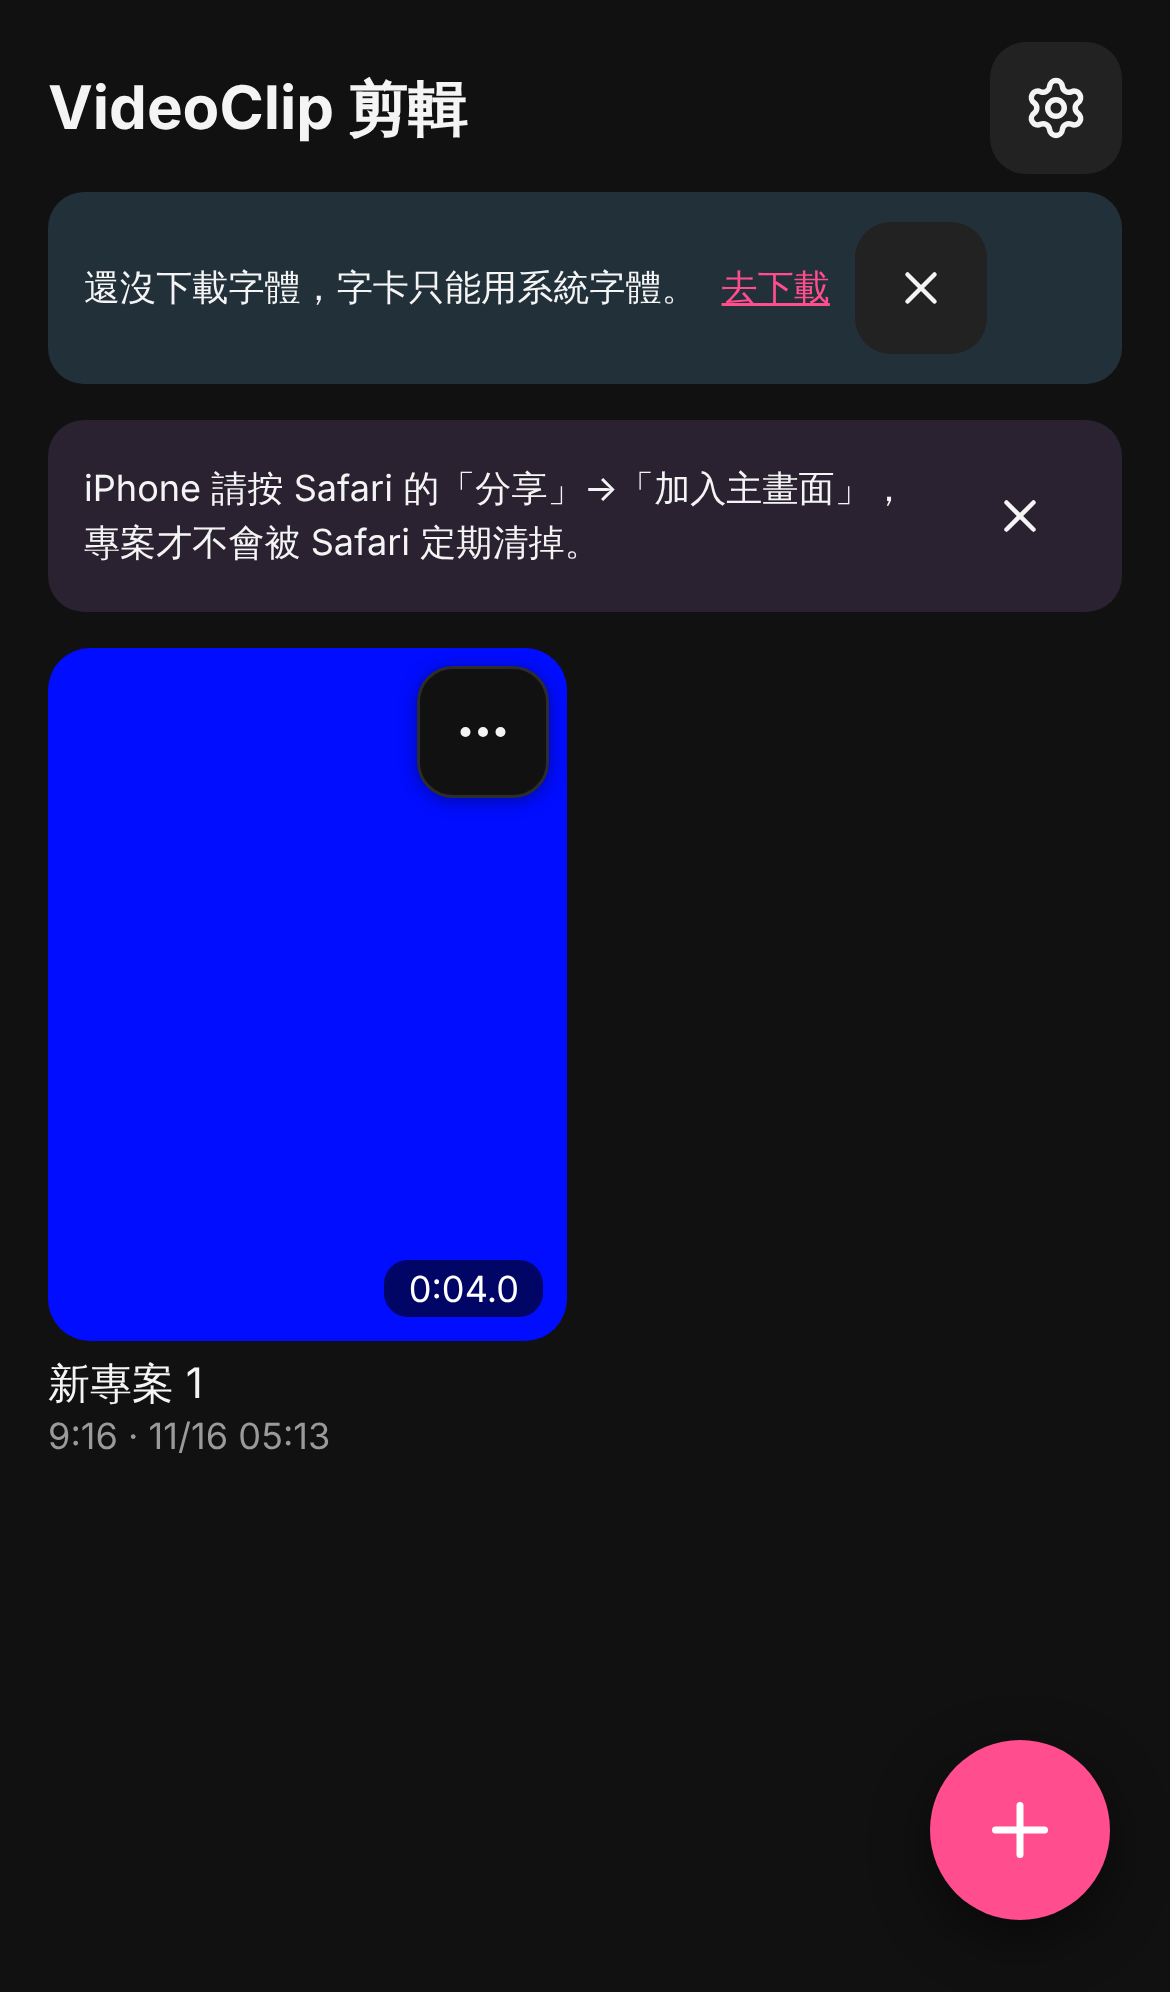 VideoClip 剪輯
還沒下載字體，字卡只能用系統字體。 去下載
iPhone 請按 Safari 的「分享」→「加入主畫面」，
專案才不會被 Safari 定期清掉。
0:04.0
新專案 1
9:16 · 11/16 05:13